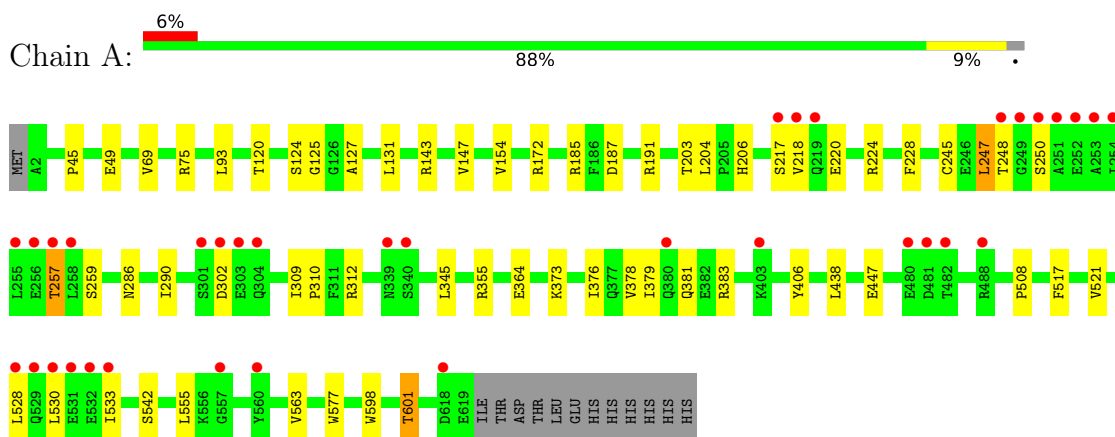 6%
Chain A:
88% 9%
MET A2 P45 E49 V69 R75 L93 T120 S124 G125 G126 A127 L131 R143 V147 V154 R172 R185 F186 D187 R191 T203 L204 P205 H206 S217 V218 Q219 E220 R224 F228 C245 E246 L247 T248 G249 S250 A251 E252 A253
L255 E256 T257 L258 S259 N286 I290 S301 D302 E303 Q304 I309 P310 F311 R312 N339 S340 L345 R355 E364 K373 I376 Q377 V378 I379 Q380 Q381 E382 R383 K403 Y406 L438 E447 E480 D481 T482 R488 P508 F517 V521
L528 Q529 L530 E531 E532 I533 S542 L555 K556 G557 Y560 V563 W577 W598 T601 D618 E619 ILE THR ASP THR LEU GLU HIS HIS HIS HIS HIS HIS